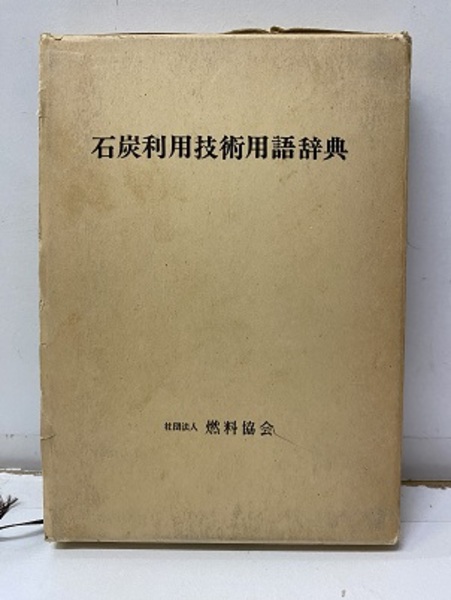 石炭利用技術用語辞典
社団法人 燃料協会